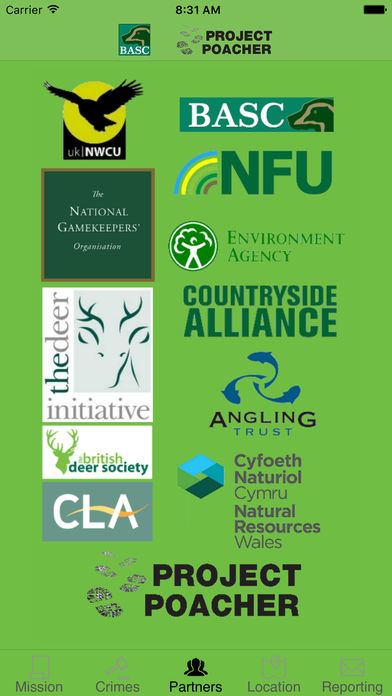 Carrier 8:31 AM
BASC
PROJECT
POACHER
uk NWCU
BASC
NFU
The
NATIONAL
GAMEKEEPERS'
Organisation
ENVIRONMENT
AGENCY
thedeer
initiative
COUNTRYSIDE
ALLIANCE
ANGLING
TRUST
the british
deer society
CLA
Cyfoeth
Naturiol
Cymru
Natural
Resources
Wales
PROJECT
POACHER
Mission Crimes Partners Location Reporting